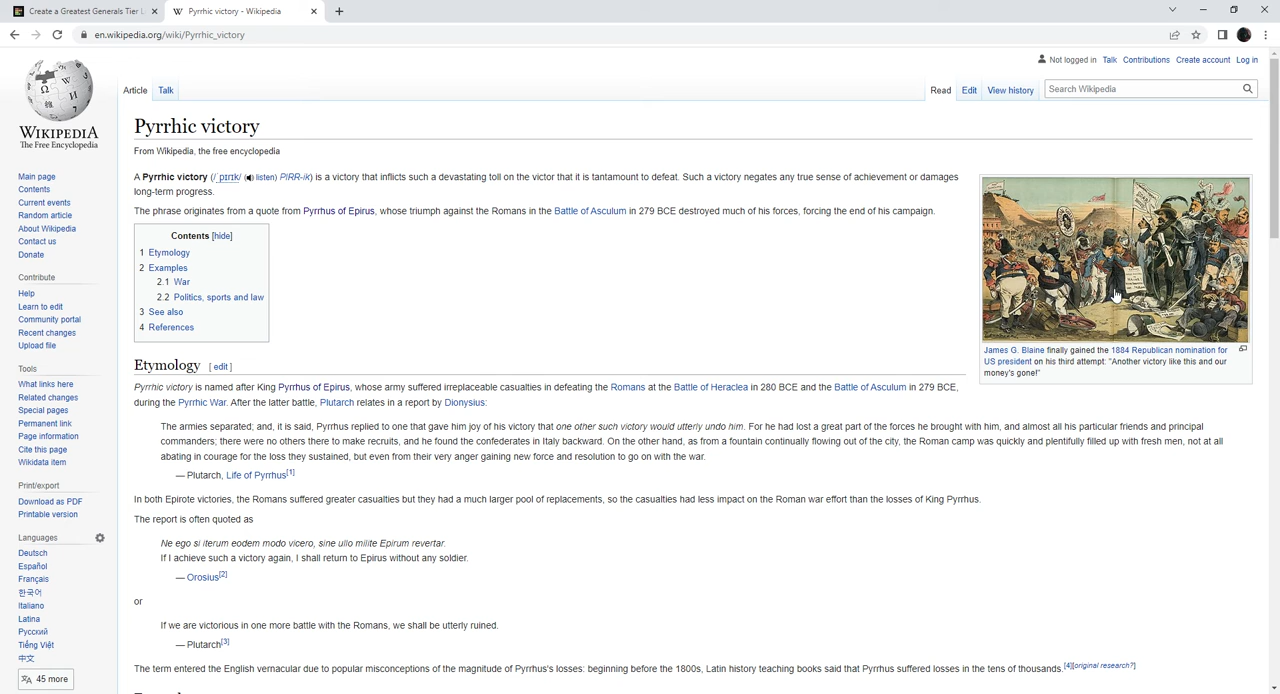 Create a Greatest Generals Tier L
Pyrrhic victory - Wikipedia
en.wikipedia.org/wiki/Pyrrhic_victory
Not logged in Talk Contributions Create account Log in
Article Talk
Read Edit View history
Search Wikipedia
WIKIPEDIA
The Free Encyclopedia
Main page
Contents
Current events
Random article
About Wikipedia
Contact us
Donate
Contribute
Help
Learn to edit
Community portal
Recent changes
Upload file
Tools
What links here
Related changes
Special pages
Permanent link
Page information
Cite this page
Wikidata item
Print/export
Download as PDF
Printable version
Languages
Deutsch
Español
Français
한국어
Italiano
Latina
Русский
Tiếng Việt
中文
45 more
Pyrrhic victory
From Wikipedia, the free encyclopedia
A Pyrrhic victory (/ˈpɪrɪk/ (listen) PIRR-ik) is a victory that inflicts such a devastating toll on the victor that it is tantamount to defeat. Such a victory negates any true sense of achievement or damages
long-term progress.
The phrase originates from a quote from Pyrrhus of Epirus, whose triumph against the Romans in the Battle of Asculum in 279 BCE destroyed much of his forces, forcing the end of his campaign.
Contents [hide]
1 Etymology
2 Examples
2.1 War
2.2 Politics, sports and law
3 See also
4 References
James G. Blaine finally gained the 1884 Republican nomination for
US president on his third attempt: "Another victory like this and our
money's gone!"
Etymology [ edit ]
Pyrrhic victory is named after King Pyrrhus of Epirus, whose army suffered irreplaceable casualties in defeating the Romans at the Battle of Heraclea in 280 BCE and the Battle of Asculum in 279 BCE,
during the Pyrrhic War. After the latter battle, Plutarch relates in a report by Dionysius:
The armies separated; and, it is said, Pyrrhus replied to one that gave him joy of his victory that one other such victory would utterly undo him. For he had lost a great part of the forces he brought with him, and almost all his particular friends and principal
commanders; there were no others there to make recruits, and he found the confederates in Italy backward. On the other hand, as from a fountain continually flowing out of the city, the Roman camp was quickly and plentifully filled up with fresh men, not at all
abating in courage for the loss they sustained, but even from their very anger gaining new force and resolution to go on with the war.
— Plutarch, Life of Pyrrhus[1]
In both Epirote victories, the Romans suffered greater casualties but they had a much larger pool of replacements, so the casualties had less impact on the Roman war effort than the losses of King Pyrrhus.
The report is often quoted as
Ne ego si iterum eodem modo vicero, sine ullo milite Epirum revertar.
If I achieve such a victory again, I shall return to Epirus without any soldier.
— Orosius[2]
or
If we are victorious in one more battle with the Romans, we shall be utterly ruined.
— Plutarch[3]
The term entered the English vernacular due to popular misconceptions of the magnitude of Pyrrhus's losses: beginning before the 1800s, Latin history teaching books said that Pyrrhus suffered losses in the tens of thousands.[4][original research?]